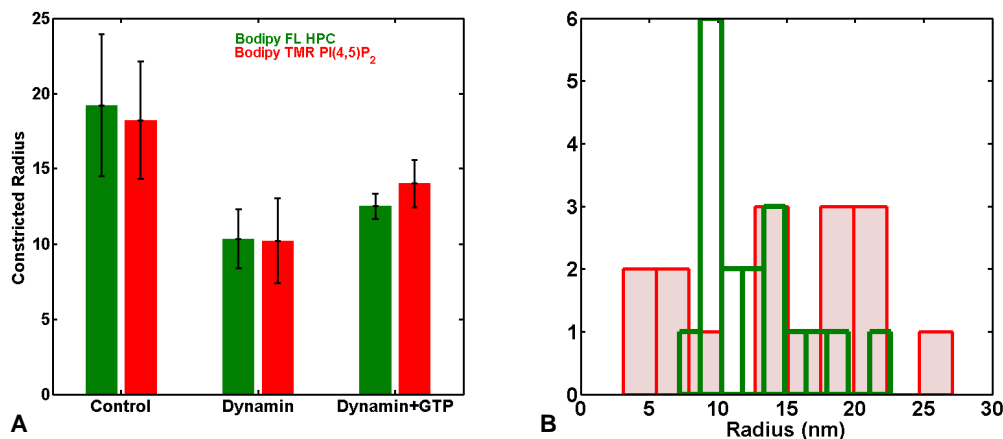 Bodipy FL HPC
Bodipy TMR PI(4,5)P2
Constricted Radius
25
20
15
10
5
0
Control Dynamin Dynamin+GTP
A
6
5
4
3
2
1
0
0 5 10 15 20 25 30
Radius (nm)
B